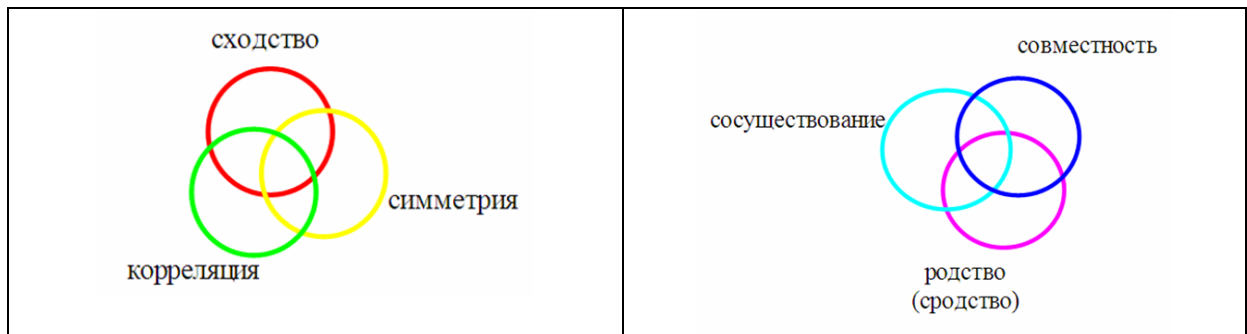 сходство
симметрия
корреляция
совместность
сосуществование
родство
(сродство)